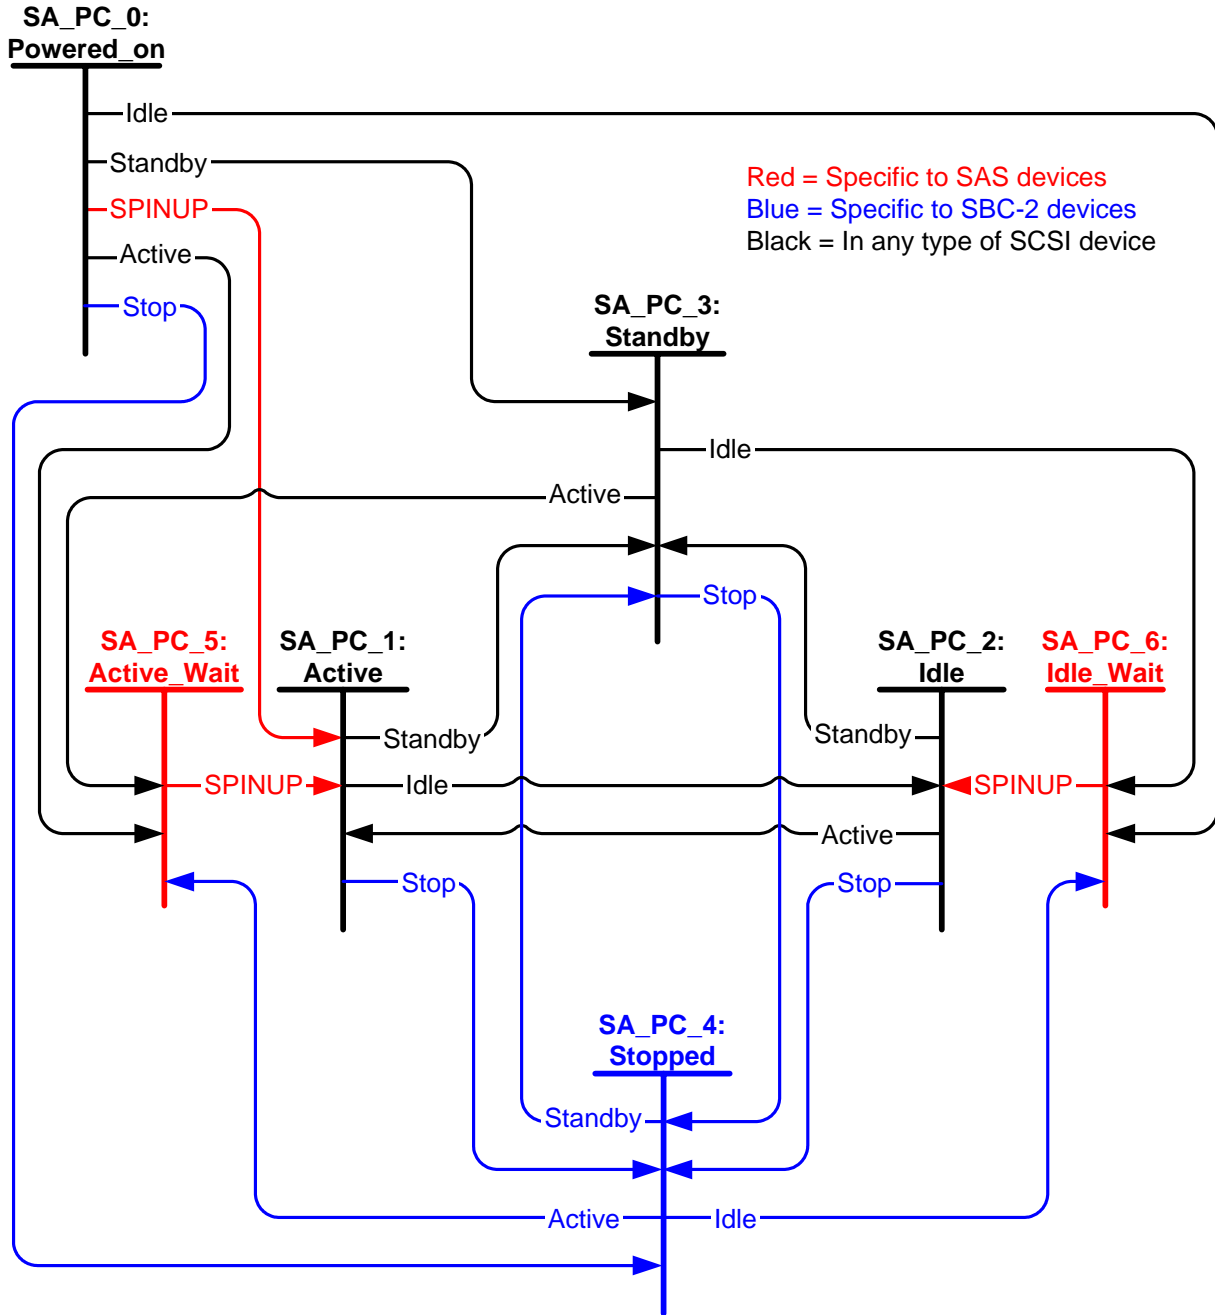 SA_PC_0:
Powered_on
Idle
Standby
SPINUP
Active
Stop
Red = Specific to SAS devices
Blue = Specific to SBC-2 devices
Black = In any type of SCSI device
SA_PC_3:
Standby
Idle
Active
Stop
SA_PC_5:
Active_Wait
SPINUP
SA_PC_1:
Active
Standby
Idle
Active
Stop
SA_PC_2:
Idle
Standby
Stop
SA_PC_6:
Idle_Wait
SPINUP
SA_PC_4:
Stopped
Standby
Active
Idle